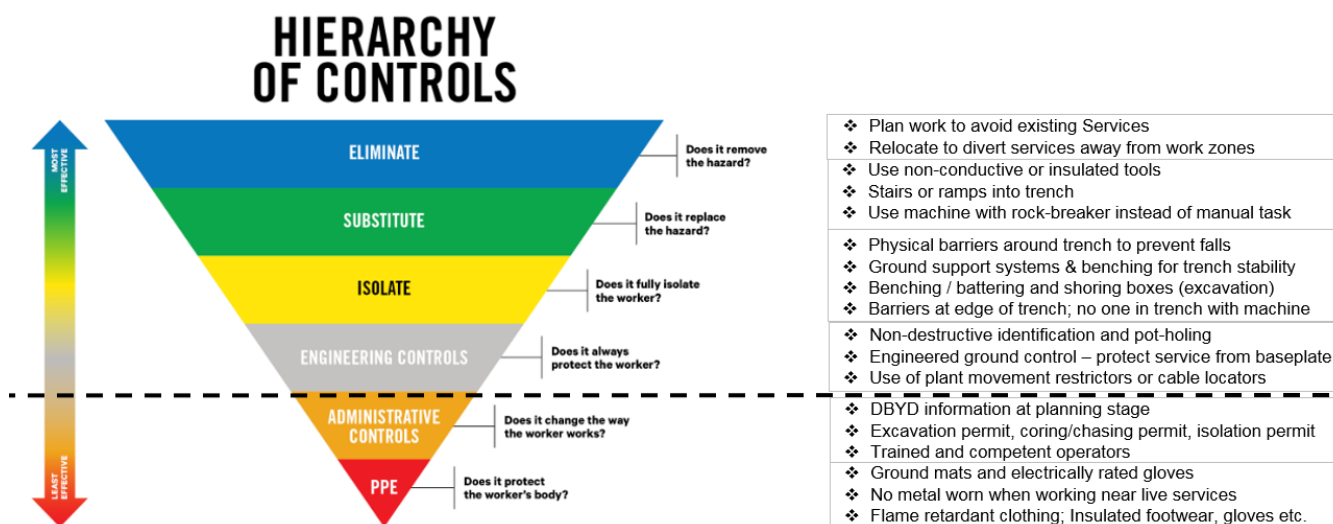 HIERARCHY
OF CONTROLS
MOST
EFFECTIVE
LEAST
EFFECTIVE
ELIMINATE
Does it remove
the hazard?
SUBSTITUTE
Does it replace
the hazard?
ISOLATE
Does it fully isolate
the worker?
ENGINEERING CONTROLS
Does it always
protect the worker?
ADMINISTRATIVE
CONTROLS
Does it change the way
the worker works?
PPE
Does it protect
the worker's body?
❖ Plan work to avoid existing Services
❖ Relocate to divert services away from work zones
❖ Use non-conductive or insulated tools
❖ Stairs or ramps into trench
❖ Use machine with rock-breaker instead of manual task
❖ Physical barriers around trench to prevent falls
❖ Ground support systems & benching for trench stability
❖ Benching / battering and shoring boxes (excavation)
❖ Barriers at edge of trench; no one in trench with machine
❖ Non-destructive identification and pot-holing
❖ Engineered ground control – protect service from baseplate
❖ Use of plant movement restrictors or cable locators
❖ DBYD information at planning stage
❖ Excavation permit, coring/chasing permit, isolation permit
❖ Trained and competent operators
❖ Ground mats and electrically rated gloves
❖ No metal worn when working near live services
❖ Flame retardant clothing; Insulated footwear, gloves etc.